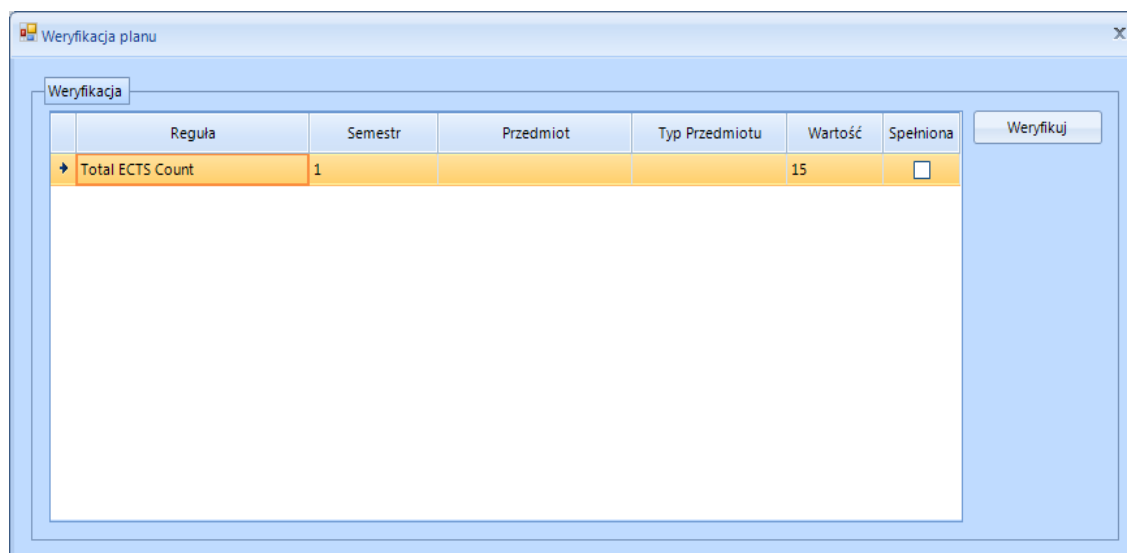 Weryfikacja planu
Weryfikacja
Reguła Semestr Przedmiot Typ Przedmiotu Wartość Spełniona Weryfikuj
Total ECTS Count 1 15